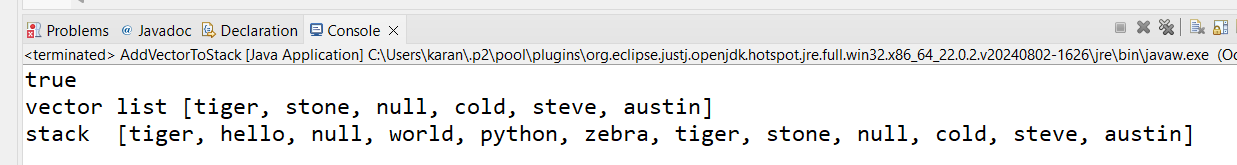 Problems @ Javadoc Declaration Console ×
<terminated> AddVectorToStack [Java Application] C:\Users\karan\.p2\pool\plugins\org.eclipse.justj.openjdk.hotspot.jre.full.win32.x86_64_22.0.2.v20240802-1626\jre\bin\javaw.exe (Oc
true
vector list [tiger, stone, null, cold, steve, austin]
stack  [tiger, hello, null, world, python, zebra, tiger, stone, null, cold, steve, austin]